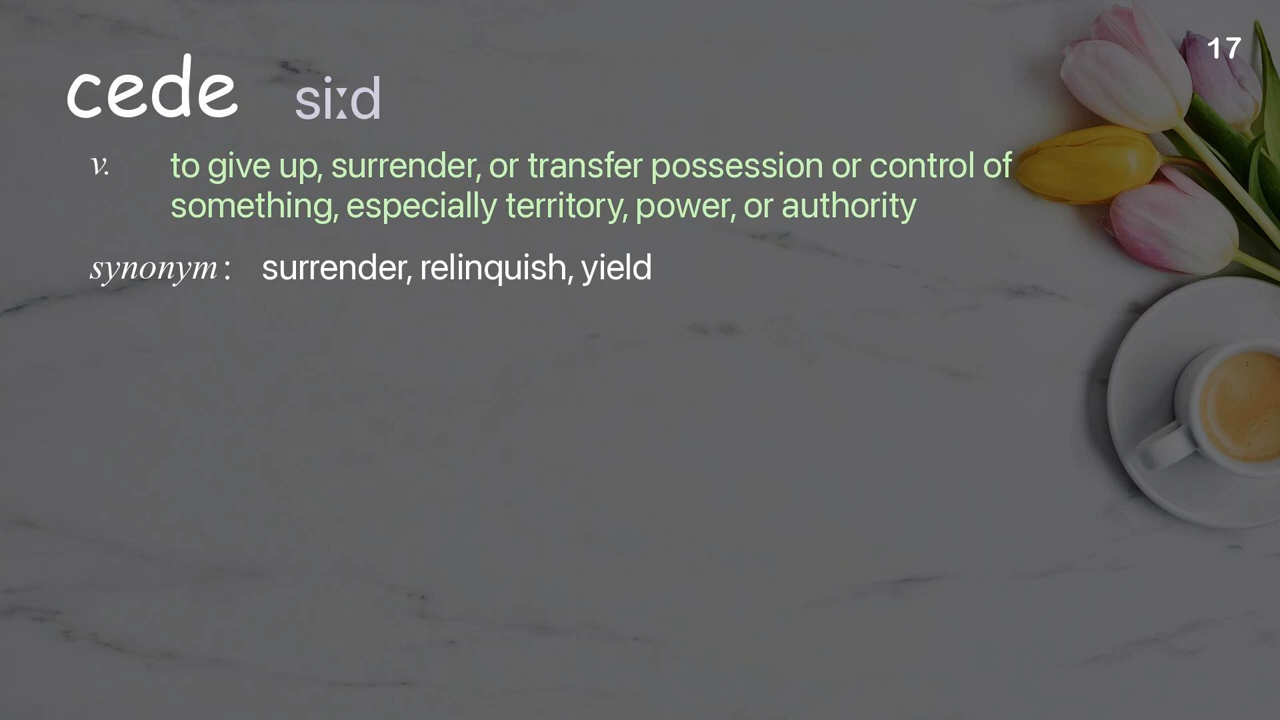 17
cede siːd
v. to give up, surrender, or transfer possession or control of
something, especially territory, power, or authority
synonym : surrender, relinquish, yield